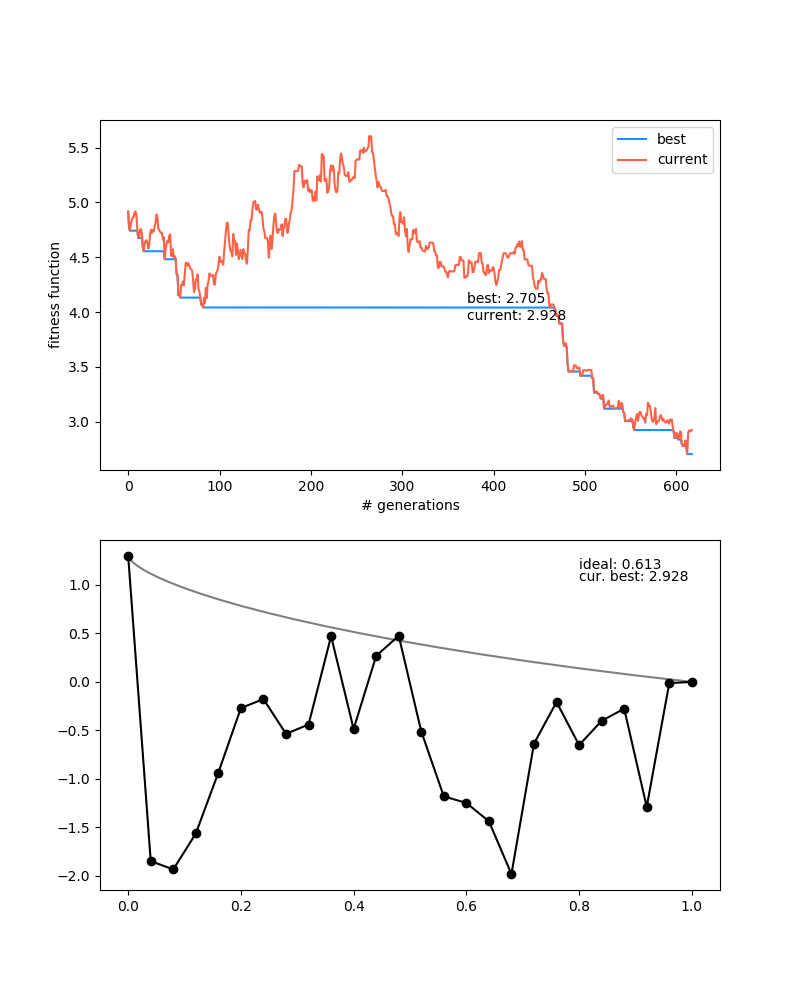 best
current
5.5
5.0
4.5
4.0
3.5
3.0
fitness function
best: 2.705
current: 2.928
0 100 200 300 400 500 600
# generations
ideal: 0.613
cur. best: 2.928
1.0
0.5
0.0
−0.5
−1.0
−1.5
−2.0
0.0 0.2 0.4 0.6 0.8 1.0